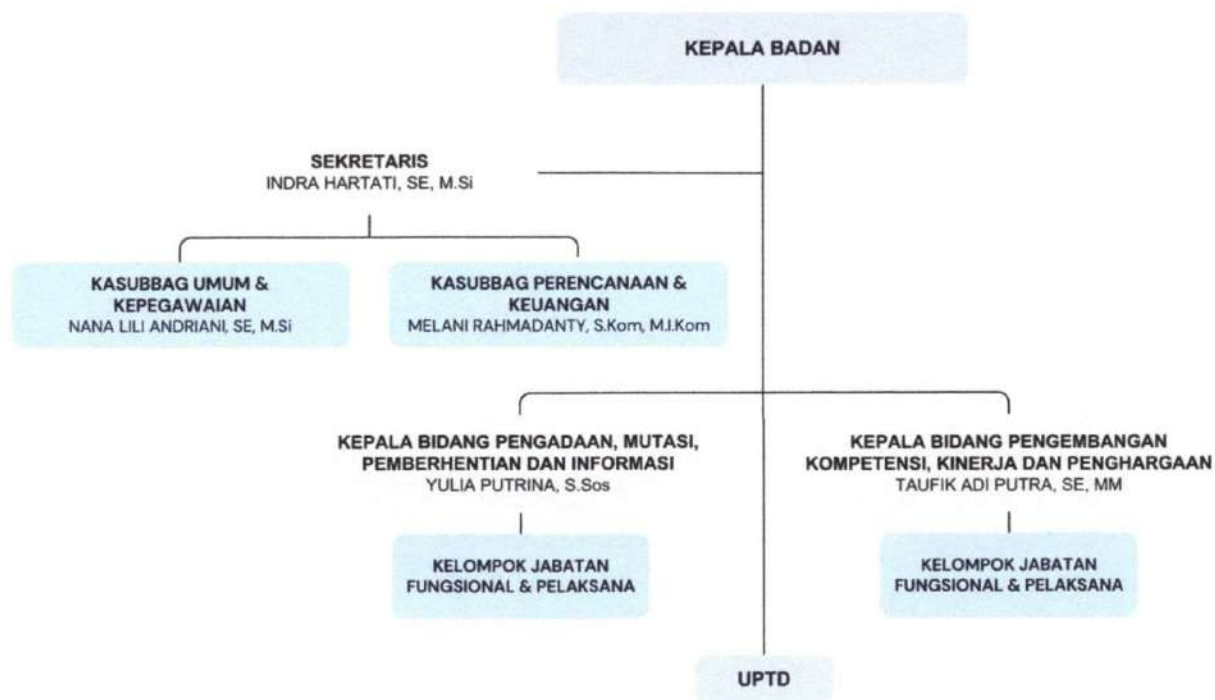 KEPALA BADAN
SEKRETARIS
INDRA HARTATI, SE, M.Si
KASUBBAG UMUM &
KEPEGAWAIAN
NANA LILI ANDRIANI, SE, M.Si
KASUBBAG PERENCANAAN &
KEUANGAN
MELANI RAHMADANTY, S.Kom, M.I.Kom
KEPALA BIDANG PENGADAAN, MUTASI,
PEMBERHENTIAN DAN INFORMASI
YULIA PUTRINA, S.Sos
KELOMPOK JABATAN
FUNGSIONAL & PELAKSANA
KEPALA BIDANG PENGEMBANGAN
KOMPETENSI, KINERJA DAN PENGHARGAAN
TAUFIK ADI PUTRA, SE, MM
KELOMPOK JABATAN
FUNGSIONAL & PELAKSANA
UPTD